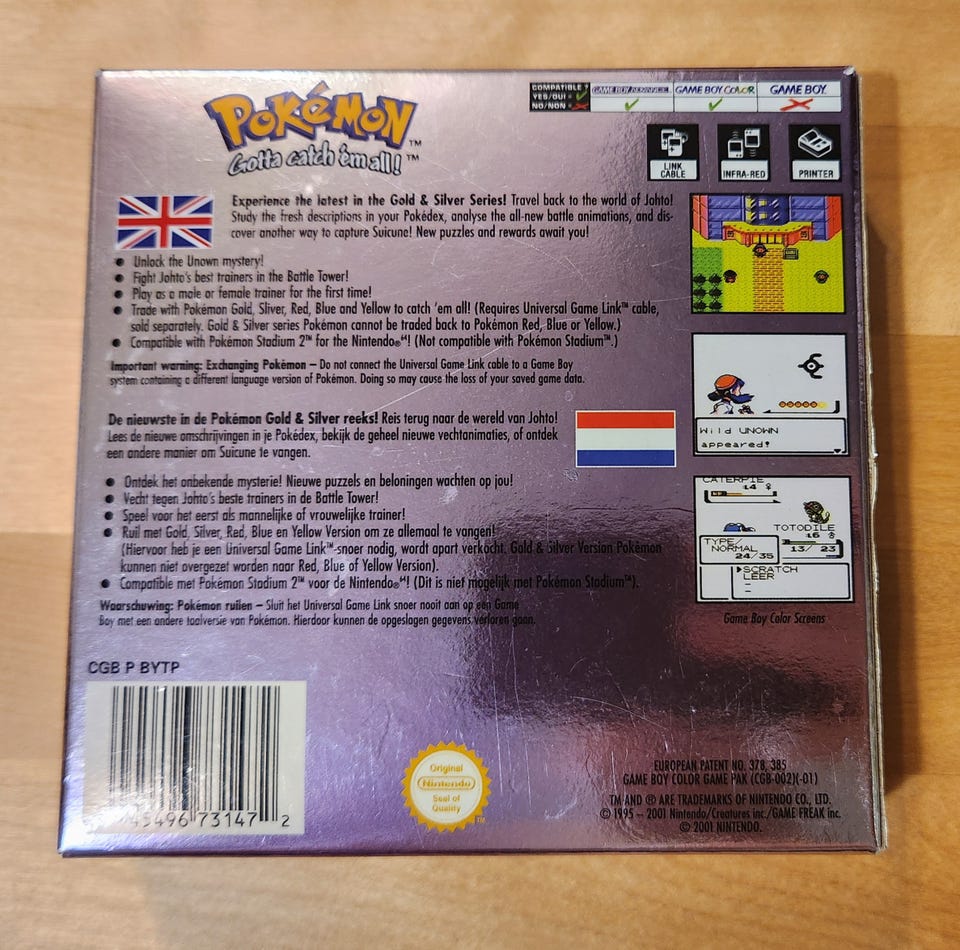 POKéMON™
Gotta catch 'em all!™
COMPATIBLE?
YES/OUI =
NO/NON =
GAME BOY ADVANCE
GAME BOY COLOR
GAME BOY
LINK
CABLE
INFRA-RED
PRINTER
Experience the latest in the Gold & Silver Series! Travel back to the world of Johto!
Study the fresh descriptions in your Pokédex, analyse the all-new battle animations, and dis-
cover another way to capture Suicune! New puzzles and rewards await you!
● Unlock the Unown mystery!
● Fight Johto's best trainers in the Battle Tower!
● Play as a male or female trainer for the first time!
● Trade with Pokémon Gold, Sliver, Red, Blue and Yellow to catch 'em all! (Requires Universal Game Link™ cable,
sold separately. Gold & Silver series Pokémon cannot be traded back to Pokémon Red, Blue or Yellow.)
● Compatible with Pokémon Stadium 2™ for the Nintendo®⁶⁴! (Not compatible with Pokémon Stadium™.)
Important warning: Exchanging Pokémon – Do not connect the Universal Game Link cable to a Game Boy
system containing a different language version of Pokémon. Doing so may cause the loss of your saved game data.
De nieuwste in de Pokémon Gold & Silver reeks! Reis terug naar de wereld van Johto!
Lees de nieuwe omschrijvingen in je Pokédex, bekijk de geheel nieuwe vechtanimaties, of ontdek
een andere manier om Suicune te vangen.
● Ontdek het onbekende mysterie! Nieuwe puzzels en beloningen wachten op jou!
● Vecht tegen Johto's beste trainers in de Battle Tower!
● Speel voor het eerst als mannelijke of vrouwelijke trainer!
● Ruil met Gold, Silver, Red, Blue en Yellow Version om ze allemaal te vangen!
(Hiervoor heb je een Universal Game Link™-snoer nodig, wordt apart verkocht. Gold & Silver Version Pokémon
kunnen niet overgezet worden naar Red, Blue of Yellow Version).
● Compatible met Pokémon Stadium 2™ voor de Nintendo®⁶⁴! (Dit is niet mogelijk met Pokémon Stadium™).
Waarschuwing: Pokémon ruilen – Sluit het Universal Game Link snoer nooit aan op een Game
Boy met een andere taalversie van Pokémon. Hierdoor kunnen de opgeslagen gegevens verloren gaan.
Wild UNOWN
appeared!
CATERPIE
:L4 ♀
TOTODILE
:L6 ♂
13/ 23
TYPE/
NORMAL
24/35
▶SCRATCH
LEER
–
–
Game Boy Color Screens
CGB P BYTP
45496 73147 2
Original
Nintendo
Seal of
Quality
TM
EUROPEAN PATENT NO. 378, 385
GAME BOY COLOR GAME PAK (CGB-002)(-01)
TM AND ® ARE TRADEMARKS OF NINTENDO CO., LTD.
© 1995 – 2001 Nintendo/Creatures inc./GAME FREAK inc.
© 2001 NINTENDO.